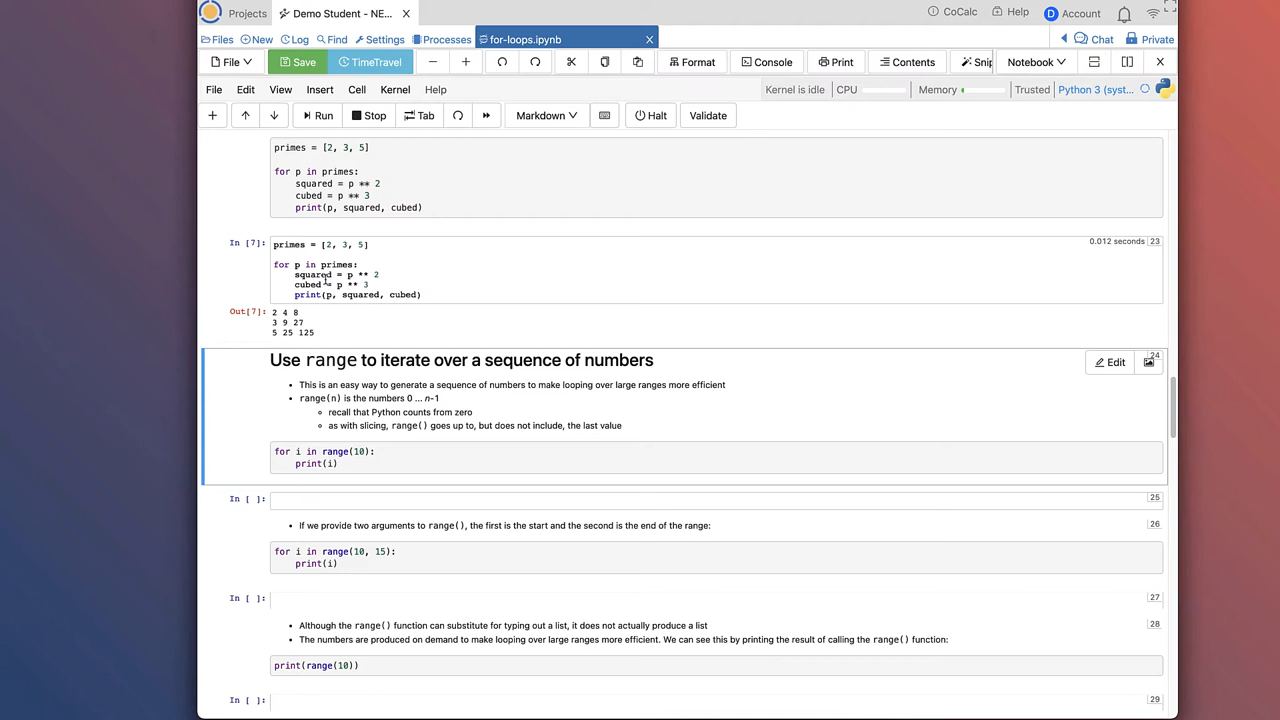 Projects Demo Student - NE...
CoCalc Help Account
Files New Log Find Settings Processes for-loops.ipynb Chat Private
File Save TimeTravel Format Console Print Contents Snip Notebook
File Edit View Insert Cell Kernel Help Kernel is idle CPU Memory Trusted Python 3 (syst...
Run Stop Tab Markdown Halt Validate
primes = [2, 3, 5]
for p in primes:
squared = p ** 2
cubed = p ** 3
print(p, squared, cubed)
In [7]: primes = [2, 3, 5] 0.012 seconds 23
for p in primes:
squared = p ** 2
cubed = p ** 3
print(p, squared, cubed)
Out[7]: 2 4 8
3 9 27
5 25 125
Use range to iterate over a sequence of numbers
Edit 24
This is an easy way to generate a sequence of numbers to make looping over large ranges more efficient
range(n) is the numbers 0 ... n-1
recall that Python counts from zero
as with slicing, range() goes up to, but does not include, the last value
for i in range(10):
print(i)
In [ ]: 25
If we provide two arguments to range(), the first is the start and the second is the end of the range: 26
for i in range(10, 15):
print(i)
In [ ]: 27
Although the range() function can substitute for typing out a list, it does not actually produce a list 28
The numbers are produced on demand to make looping over large ranges more efficient. We can see this by printing the result of calling the range() function:
print(range(10))
In [ ]: 29